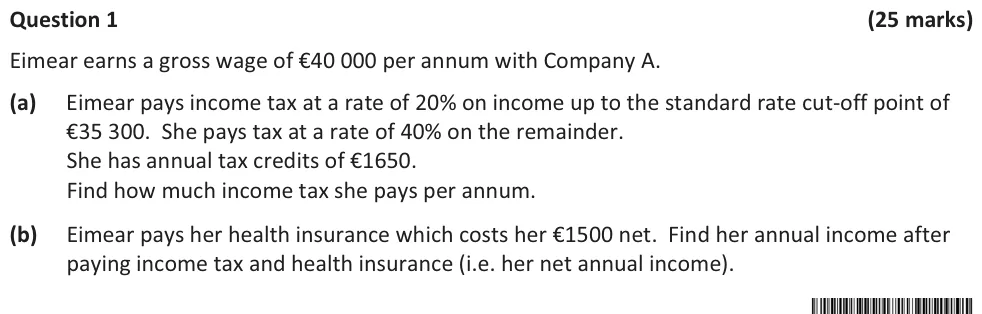 Question 1 (25 marks)
Eimear earns a gross wage of €40 000 per annum with Company A.
(a) Eimear pays income tax at a rate of 20% on income up to the standard rate cut-off point of
€35 300. She pays tax at a rate of 40% on the remainder.
She has annual tax credits of €1650.
Find how much income tax she pays per annum.
(b) Eimear pays her health insurance which costs her €1500 net. Find her annual income after
paying income tax and health insurance (i.e. her net annual income).